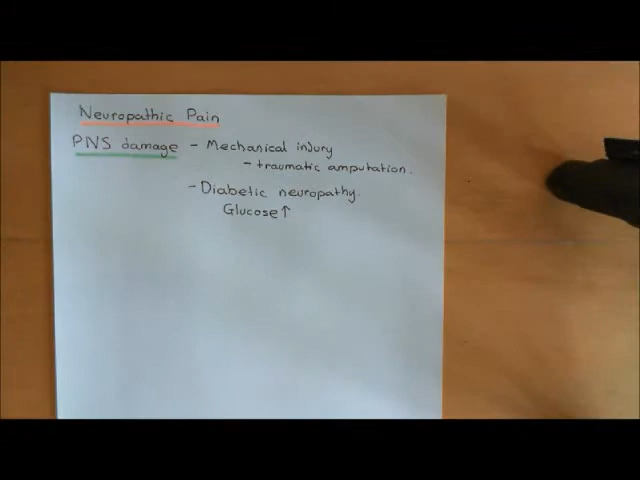 Neuropathic Pain
PNS damage - Mechanical injury
- traumatic amputation.
- Diabetic neuropathy.
Glucose ↑